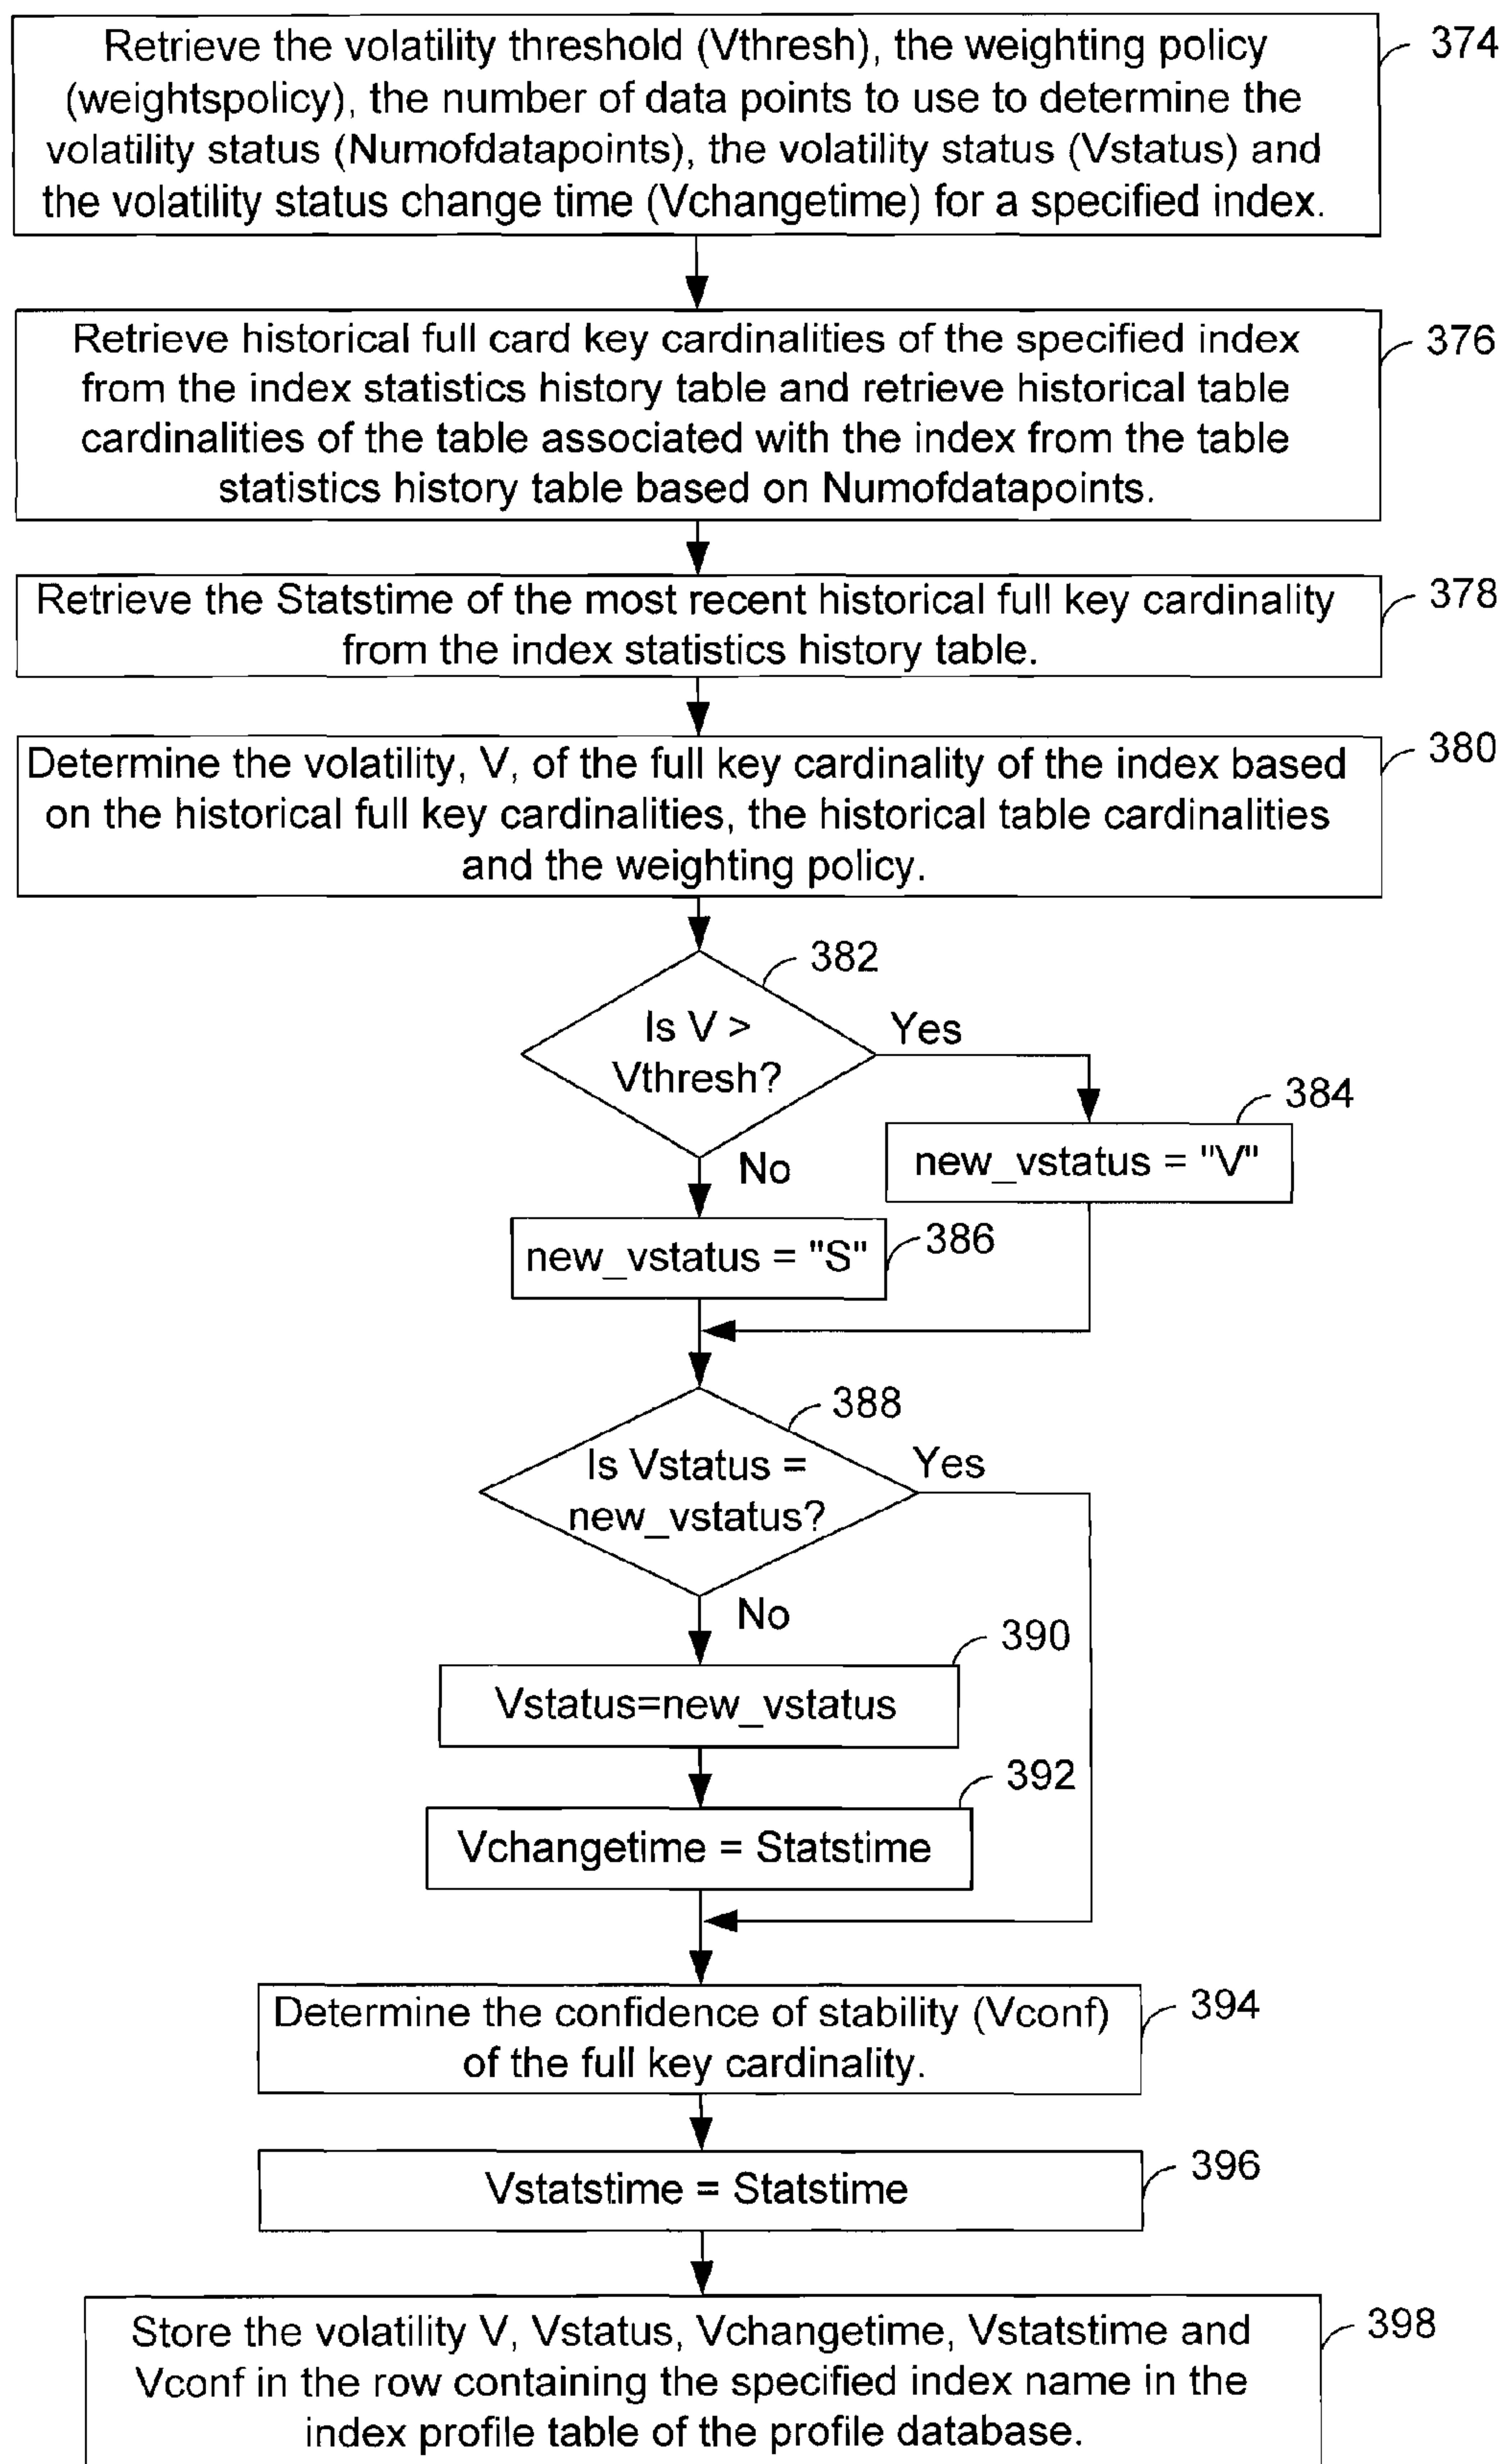 Retrieve the volatility threshold (Vthresh), the weighting policy
(weightspolicy), the number of data points to use to determine the
volatility status (Numofdatapoints), the volatility status (Vstatus) and
the volatility status change time (Vchangetime) for a specified index.
374
Retrieve historical full card key cardinalities of the specified index
from the index statistics history table and retrieve historical table
cardinalities of the table associated with the index from the table
statistics history table based on Numofdatapoints.
376
Retrieve the Statstime of the most recent historical full key cardinality
from the index statistics history table.
378
Determine the volatility, V, of the full key cardinality of the index based
on the historical full key cardinalities, the historical table cardinalities
and the weighting policy.
380
382
Is V >
Vthresh?
Yes
384
new_vstatus = "V"
No
new_vstatus = "S"
386
388
Is Vstatus =
new_vstatus?
Yes
No
390
Vstatus=new_vstatus
392
Vchangetime = Statstime
Determine the confidence of stability (Vconf)
of the full key cardinality.
394
Vstatstime = Statstime
396
Store the volatility V, Vstatus, Vchangetime, Vstatstime and
Vconf in the row containing the specified index name in the
index profile table of the profile database.
398